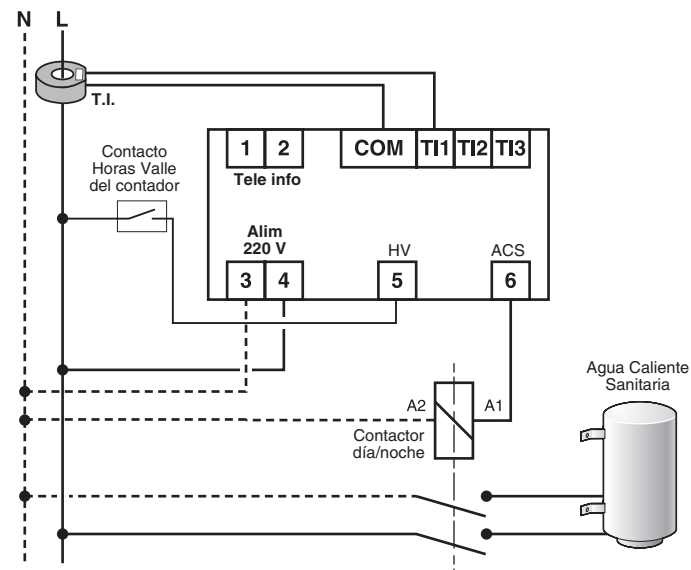 N L
T.I.
Contacto
Horas Valle
del contador
1 2 COM TI1 TI2 TI3
Tele info
Alim
220 V
HV
ACS
3 4 5 6
Agua Caliente
Sanitaria
A2 A1
Contactor
día/noche